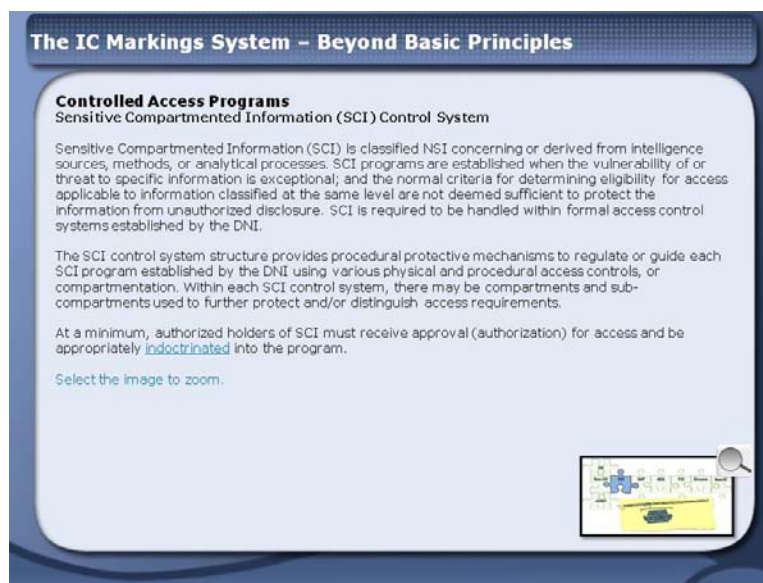 The IC Markings System – Beyond Basic Principles
Controlled Access Programs
Sensitive Compartmented Information (SCI) Control System
Sensitive Compartmented Information (SCI) is classified NSI concerning or derived from intelligence
sources, methods, or analytical processes. SCI programs are established when the vulnerability of or
threat to specific information is exceptional; and the normal criteria for determining eligibility for access
applicable to information classified at the same level are not deemed sufficient to protect the
information from unauthorized disclosure. SCI is required to be handled within formal access control
systems established by the DNI.
The SCI control system structure provides procedural protective mechanisms to regulate or guide each
SCI program established by the DNI using various physical and procedural access controls, or
compartmentation. Within each SCI control system, there may be compartments and sub-
compartments used to further protect and/or distinguish access requirements.
At a minimum, authorized holders of SCI must receive approval (authorization) for access and be
appropriately indoctrinated into the program.
Select the image to zoom.